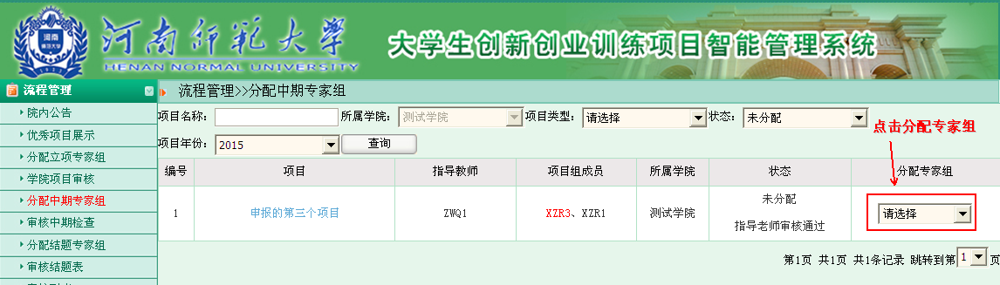 河南师范大学
HENAN NORMAL UNIVERSITY
大学生创新创业训练项目智能管理系统
流程管理
院内公告
优秀项目展示
分配立项专家组
学院项目审核
分配中期专家组
审核中期检查
分配结题专家组
审核结题表
流程管理>>分配中期专家组
项目名称: 所属学院: 测试学院 项目类型: 请选择 状态: 未分配
项目年份: 2015 查询
点击分配专家组
编号 项目 指导教师 项目组成员 所属学院 状态 分配专家组
1 申报的第三个项目 ZWQ1 XZR3、XZR1 测试学院 未分配 请选择
指导老师审核通过
第1页 共1页 共1条记录 跳转到第 1 页